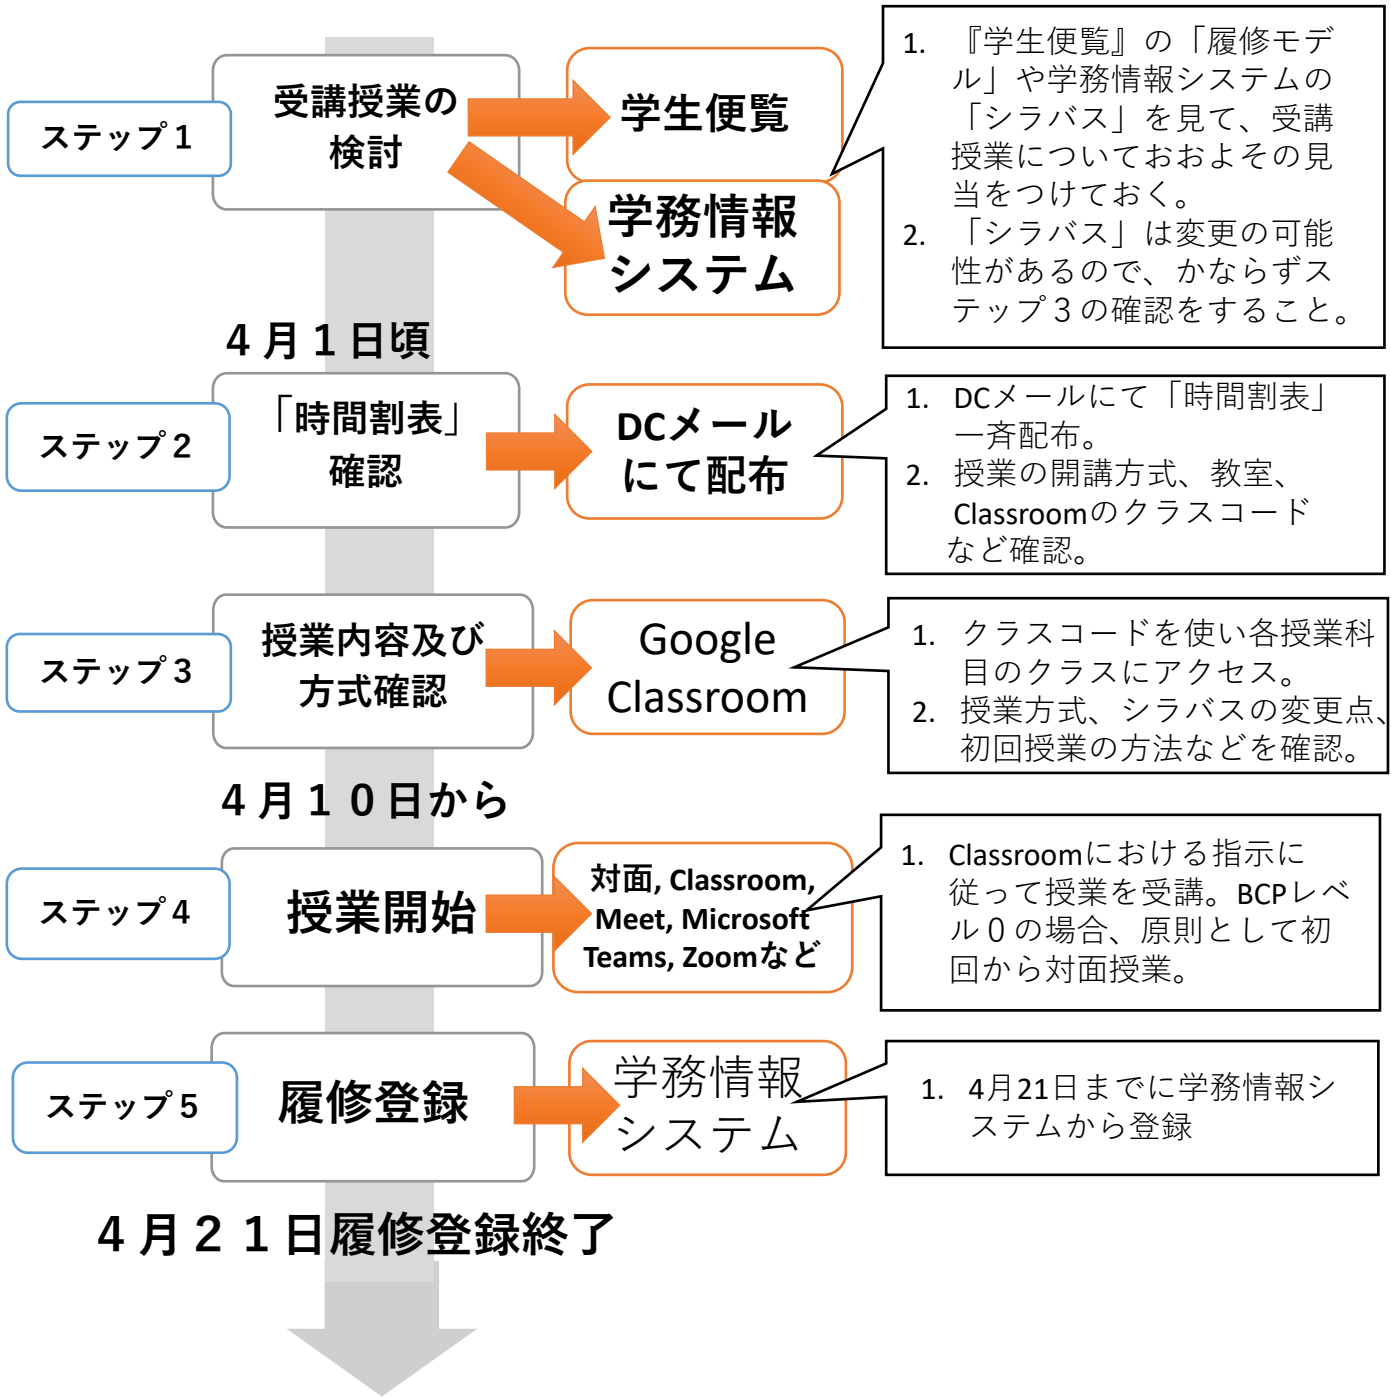 ステップ１
受講授業の
検討
学生便覧
学務情報
システム
1. 『学生便覧』の「履修モデ
ル」や学務情報システムの
「シラバス」を見て、受講
授業についておおよその見
当をつけておく。
2. 「シラバス」は変更の可能
性があるので、かならずス
テップ３の確認をすること。
４月１日頃
ステップ２
「時間割表」
確認
DCメール
にて配布
1. DCメールにて「時間割表」
一斉配布。
2. 授業の開講方式、教室、
Classroomのクラスコード
など確認。
ステップ３
授業内容及び
方式確認
Google
Classroom
1. クラスコードを使い各授業科
目のクラスにアクセス。
2. 授業方式、シラバスの変更点、
初回授業の方法などを確認。
４月１０日から
ステップ４
授業開始
対面, Classroom,
Meet, Microsoft
Teams, Zoomなど
1. Classroomにおける指示に
従って授業を受講。BCPレベ
ル０の場合、原則として初
回から対面授業。
ステップ５
履修登録
学務情報
システム
1. 4月21日までに学務情報シ
ステムから登録
４月２１日履修登録終了